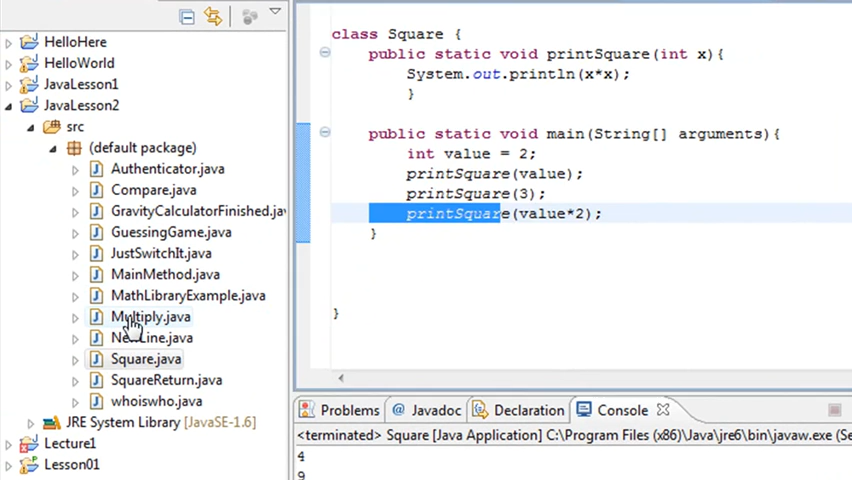 HelloHere
HelloWorld
JavaLesson1
JavaLesson2
src
(default package)
Authenticator.java
Compare.java
GravityCalculatorFinished.jav
GuessingGame.java
JustSwitchIt.java
MainMethod.java
MathLibraryExample.java
Multiply.java
NewLine.java
Square.java
SquareReturn.java
whoiswho.java
JRE System Library [JavaSE-1.6]
Lecture1
Lesson01
class Square {
public static void printSquare(int x){
System.out.println(x*x);
}
public static void main(String[] arguments){
int value = 2;
printSquare(value);
printSquare(3);
printSquare(value*2);
}
}
Problems @ Javadoc Declaration Console
<terminated> Square [Java Application] C:\Program Files (x86)\Java\jre6\bin\javaw.exe (Se
4
9